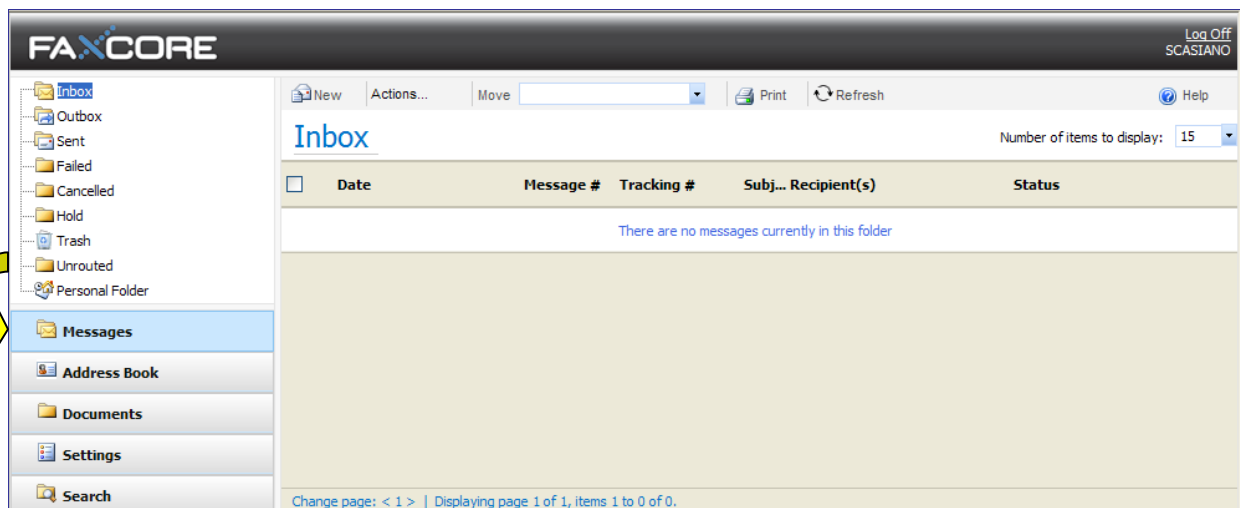 FAXCORE
Log Off
SCASIANO
Inbox
Outbox
Sent
Failed
Cancelled
Hold
Trash
Unrouted
Personal Folder
Messages
Address Book
Documents
Settings
Search
New Actions... Move Print Refresh Help
Inbox
Number of items to display: 15
Date Message # Tracking # Subj... Recipient(s) Status
There are no messages currently in this folder
Change page: < 1 > | Displaying page 1 of 1, items 1 to 0 of 0.